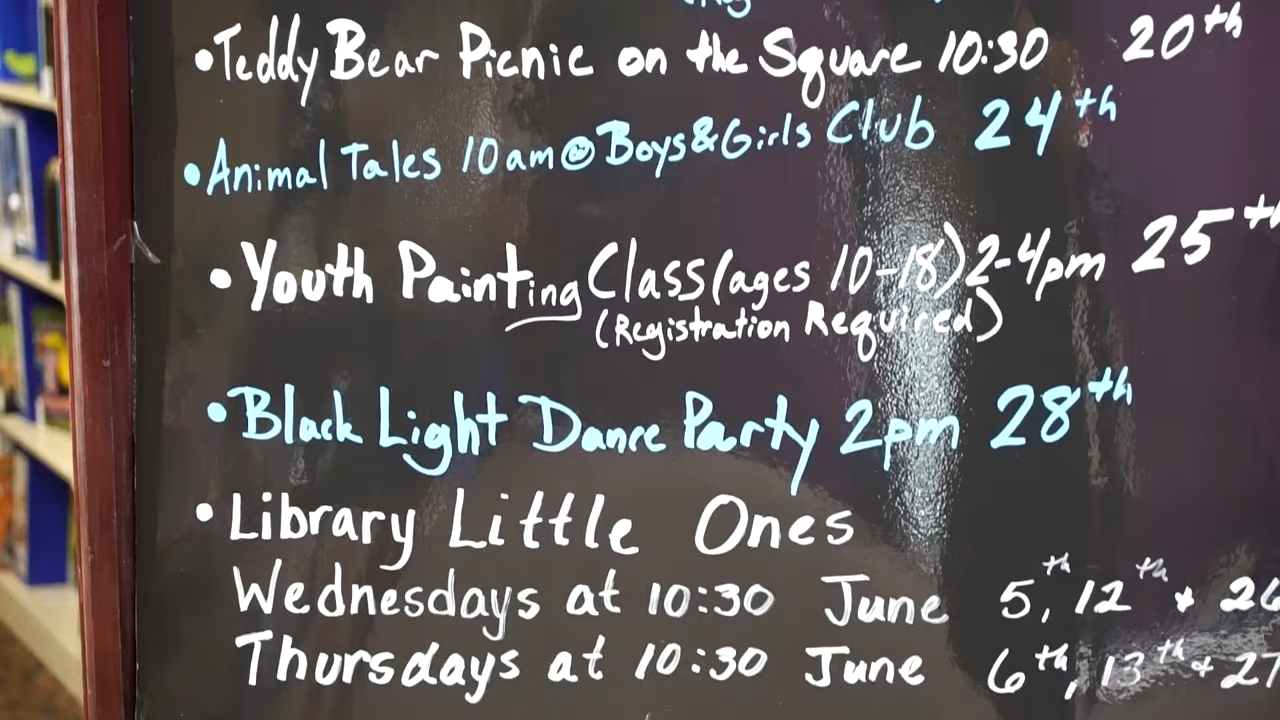 •Teddy Bear Picnic on the Square 10:30 20th
•Animal Tales 10am@Boys&Girls Club 24th
•Youth Painting Class(ages 10-18)2-4pm 25th
(Registration Required)
•Black Light Dance Party 2pm 28th
•Library Little Ones
Wednesdays at 10:30 June 5th, 12th + 26
Thursdays at 10:30 June 6th, 13th + 27